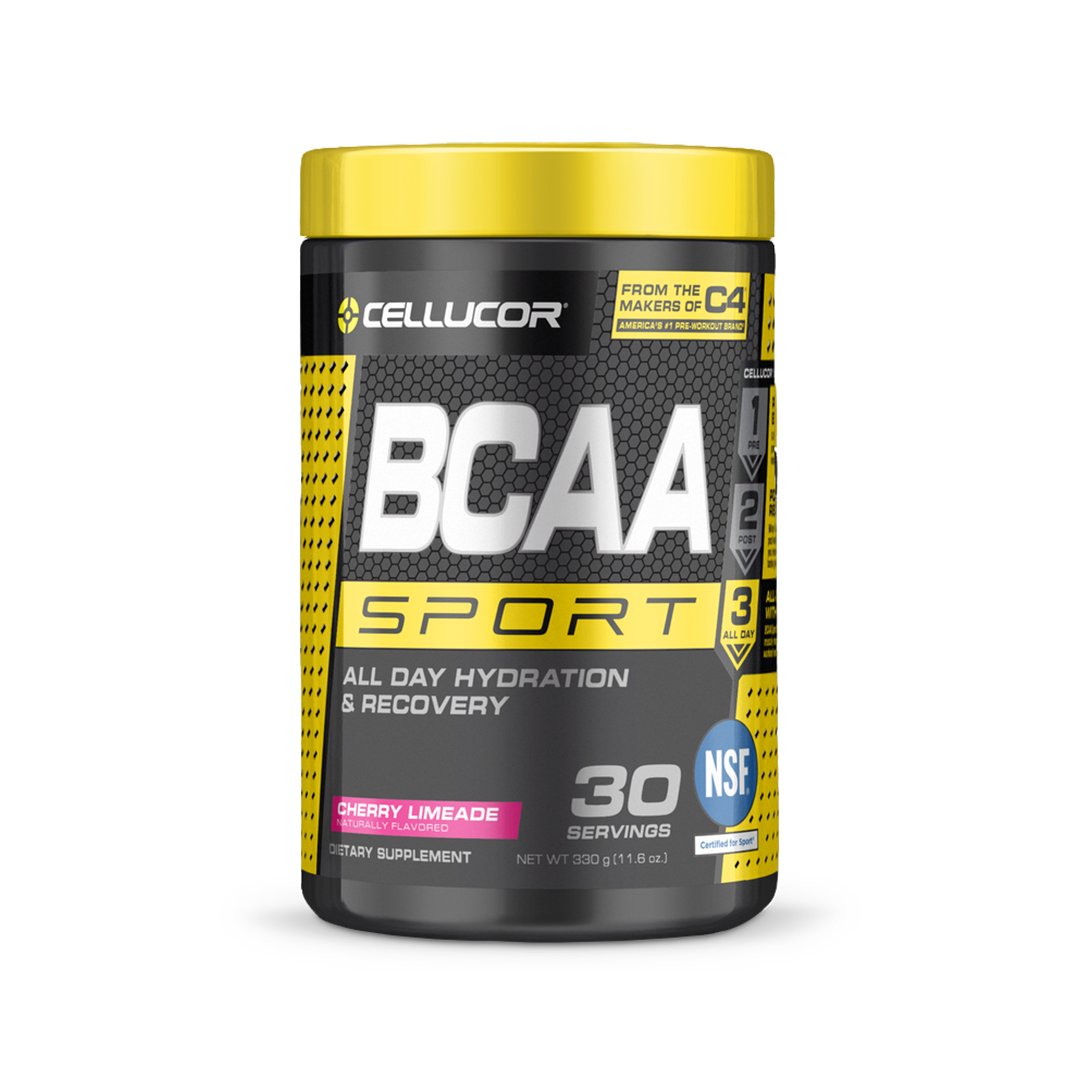 CELLUCOR®
FROM THE
MAKERS OF C4®
AMERICA'S #1 PRE-WORKOUT BRAND*
CELLUCOR
BCAA
1
PRE
2
POST
SPORT
3
ALL DAY
ALL DAY HYDRATION
& RECOVERY
30
SERVINGS
NSF®
Certified for Sport®
CHERRY LIMEADE
NATURALLY FLAVORED
DIETARY SUPPLEMENT
NET WT 330 g (11.6 oz.)